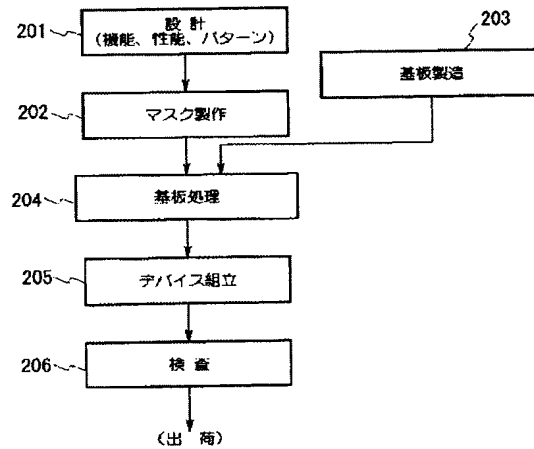 201
設計
(機能、性能、パターン)
203
基板製造
202
マスク製作
204
基板処理
205
デバイス組立
206
検査
(出荷)